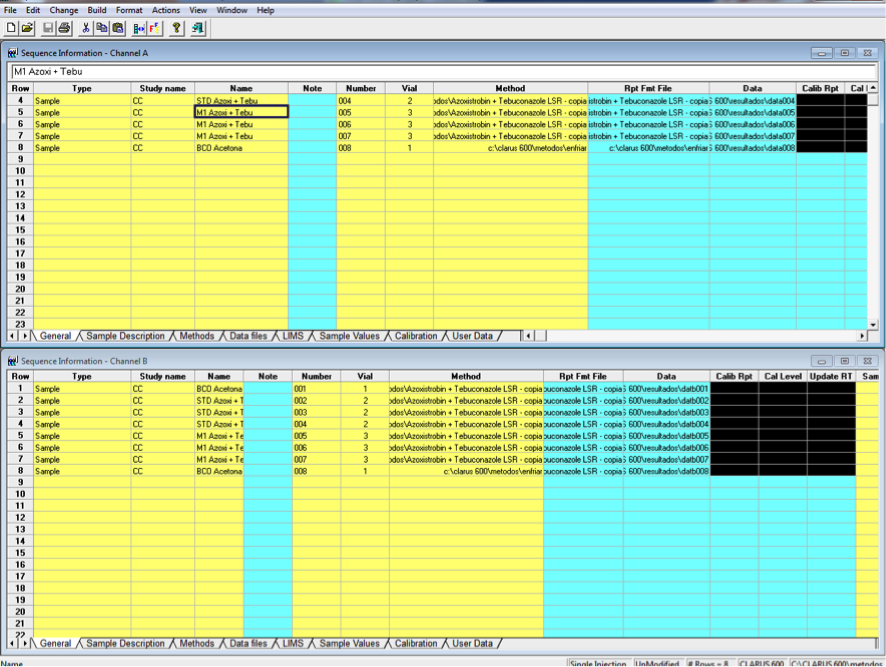 File Edit Change Build Format Actions View Window Help
Sequence Information - Channel A
M1 Azoxi + Tebu
Row Type Study name Name Note Number Vial Method Rpt Fmt File Data Calib Rpt Cal
4 Sample CC STD Azoxi + Tebu 004 2 odos\Azoxistrobin + Tebuconazole LSR - copia istrobin + Tebuconazole LSR - copia 600\resultados\data004
5 Sample CC M1 Azoxi + Tebu 005 3 odos\Azoxistrobin + Tebuconazole LSR - copia istrobin + Tebuconazole LSR - copia 600\resultados\data005
6 Sample CC M1 Azoxi + Tebu 006 3 odos\Azoxistrobin + Tebuconazole LSR - copia istrobin + Tebuconazole LSR - copia 600\resultados\data006
7 Sample CC M1 Azoxi + Tebu 007 3 odos\Azoxistrobin + Tebuconazole LSR - copia istrobin + Tebuconazole LSR - copia 600\resultados\data007
8 Sample CC BCO Acetona 008 1 c:\clarus 600\metodos\enfriar c:\clarus 600\metodos\enfriar 600\resultados\data008
9
10
11
12
13
14
15
16
17
18
19
20
21
22
23
General Sample Description Methods Data files LIMS Sample Values Calibration User Data
Sequence Information - Channel B
Row Type Study name Name Note Number Vial Method Rpt Fmt File Data Calib Rpt Cal Level Update RT Sam
1 Sample CC BCO Acetona 001 1 odos\Azoxistrobin + Tebuconazole LSR - copia buconazole LSR - copia 600\resultados\datb001
2 Sample CC STD Azoxi + T 002 2 odos\Azoxistrobin + Tebuconazole LSR - copia buconazole LSR - copia 600\resultados\datb002
3 Sample CC STD Azoxi + T 003 2 odos\Azoxistrobin + Tebuconazole LSR - copia buconazole LSR - copia 600\resultados\datb003
4 Sample CC STD Azoxi + T 004 2 odos\Azoxistrobin + Tebuconazole LSR - copia buconazole LSR - copia 600\resultados\datb004
5 Sample CC M1 Azoxi + Te 005 3 odos\Azoxistrobin + Tebuconazole LSR - copia buconazole LSR - copia 600\resultados\datb005
6 Sample CC M1 Azoxi + Te 006 3 odos\Azoxistrobin + Tebuconazole LSR - copia buconazole LSR - copia 600\resultados\datb006
7 Sample CC M1 Azoxi + Te 007 3 odos\Azoxistrobin + Tebuconazole LSR - copia buconazole LSR - copia 600\resultados\datb007
8 Sample CC BCO Acetona 008 1 c:\clarus 600\metodos\enfriar buconazole LSR - copia 600\resultados\datb008
9
10
11
12
13
14
15
16
17
18
19
20
21
22
General Sample Description Methods Data files LIMS Sample Values Calibration User Data
Name Single Injection UnModified # Rows = 8 CLARUS 600 C:\CLARUS 600\metodos